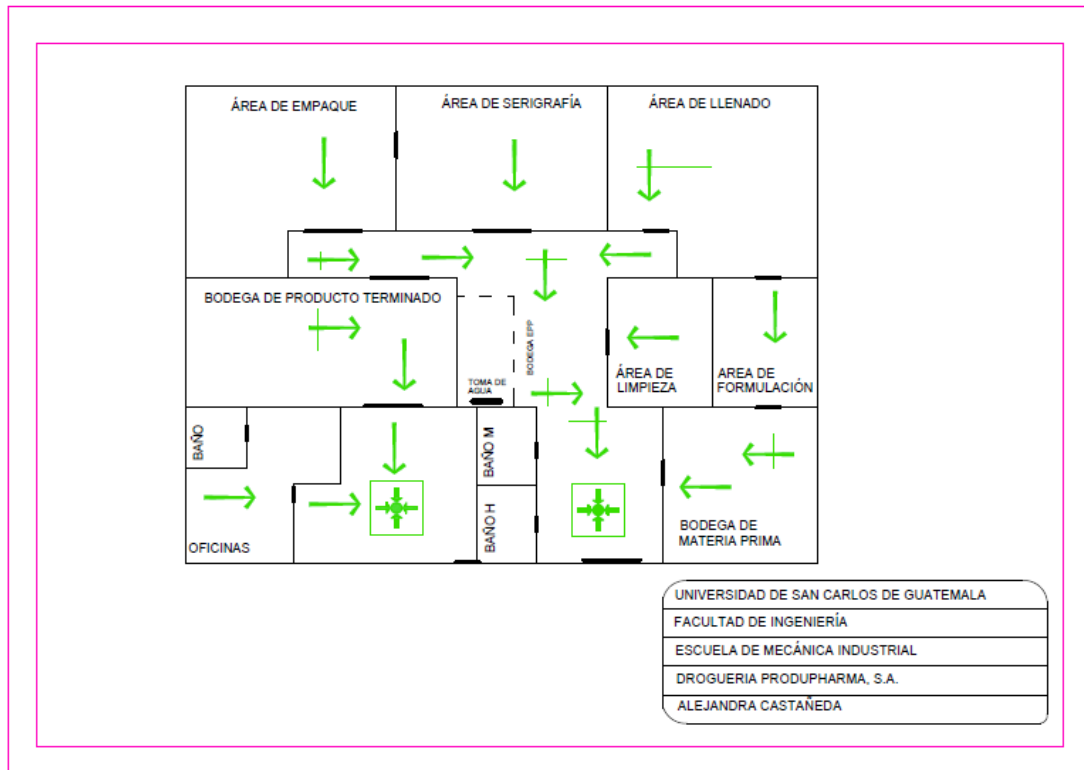 ÁREA DE EMPAQUE
ÁREA DE SERIGRAFÍA
ÁREA DE LLENADO
BODEGA DE PRODUCTO TERMINADO
BODEGA EPP
TOMA DE
AGUA
ÁREA DE
LIMPIEZA
AREA DE
FORMULACIÓN
BAÑO
BAÑO M
BAÑO H
OFICINAS
BODEGA DE
MATERIA PRIMA
UNIVERSIDAD DE SAN CARLOS DE GUATEMALA
FACULTAD DE INGENIERÍA
ESCUELA DE MECÁNICA INDUSTRIAL
DROGUERIA PRODUPHARMA, S.A.
ALEJANDRA CASTAÑEDA